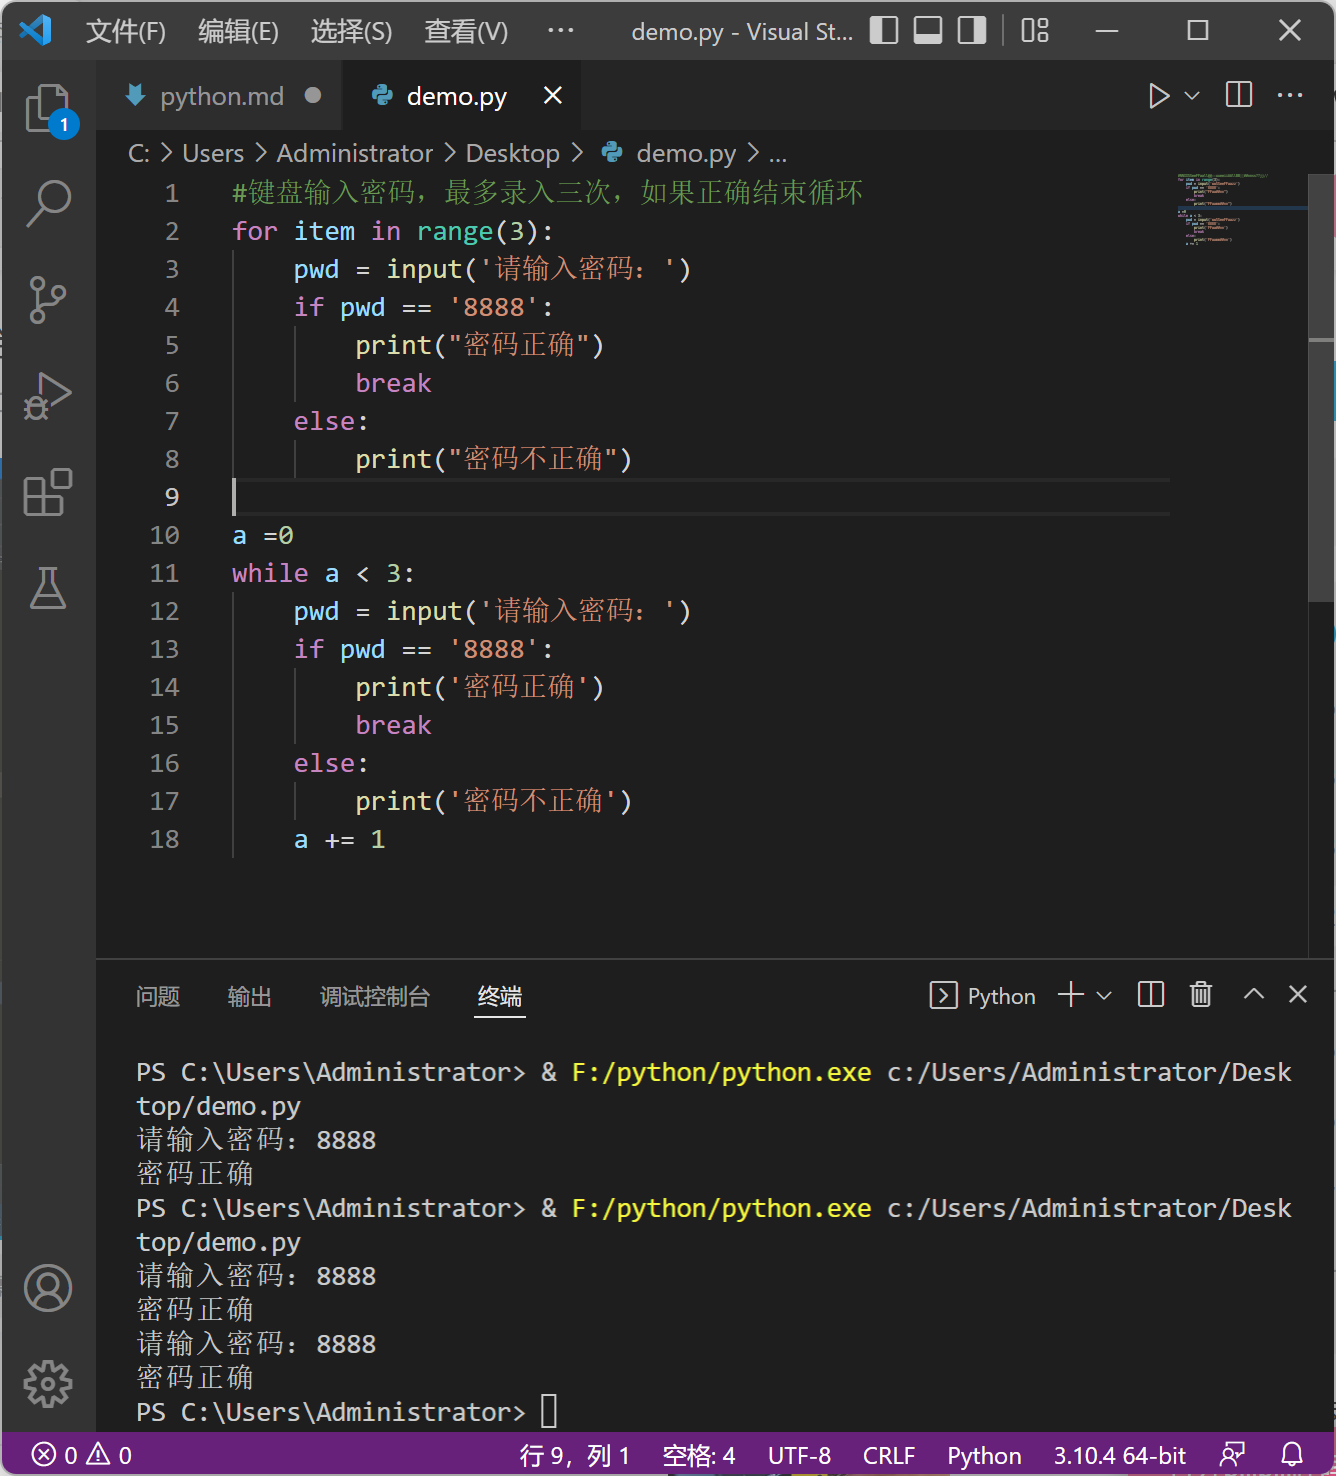 文件(F) 编辑(E) 选择(S) 查看(V) ··· demo.py - Visual St...
python.md demo.py
1
C: > Users > Administrator > Desktop > demo.py > ...
1 #键盘输入密码，最多录入三次，如果正确结束循环
2 for item in range(3):
3 pwd = input('请输入密码：')
4 if pwd == '8888':
5 print("密码正确")
6 break
7 else:
8 print("密码不正确")
9
10 a =0
11 while a < 3:
12 pwd = input('请输入密码：')
13 if pwd == '8888':
14 print('密码正确')
15 break
16 else:
17 print('密码不正确')
18 a += 1
问题 输出 调试控制台 终端 Python
PS C:\Users\Administrator> & F:/python/python.exe c:/Users/Administrator/Desk
top/demo.py
请输入密码：8888
密码正确
PS C:\Users\Administrator> & F:/python/python.exe c:/Users/Administrator/Desk
top/demo.py
请输入密码：8888
密码正确
请输入密码：8888
密码正确
PS C:\Users\Administrator>
0 0 行 9，列 1 空格: 4 UTF-8 CRLF Python 3.10.4 64-bit